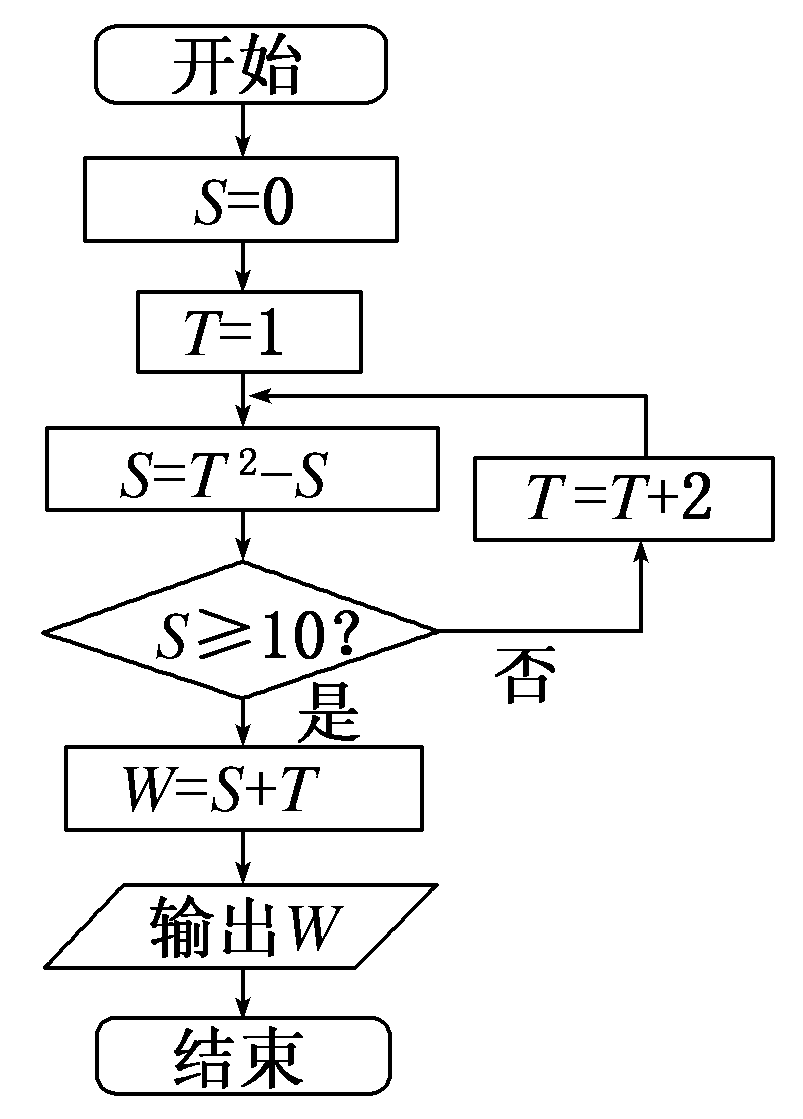 开始
S=0
T=1
S=T²-S
T=T+2
S≥10?
否
是
W=S+T
输出W
结束